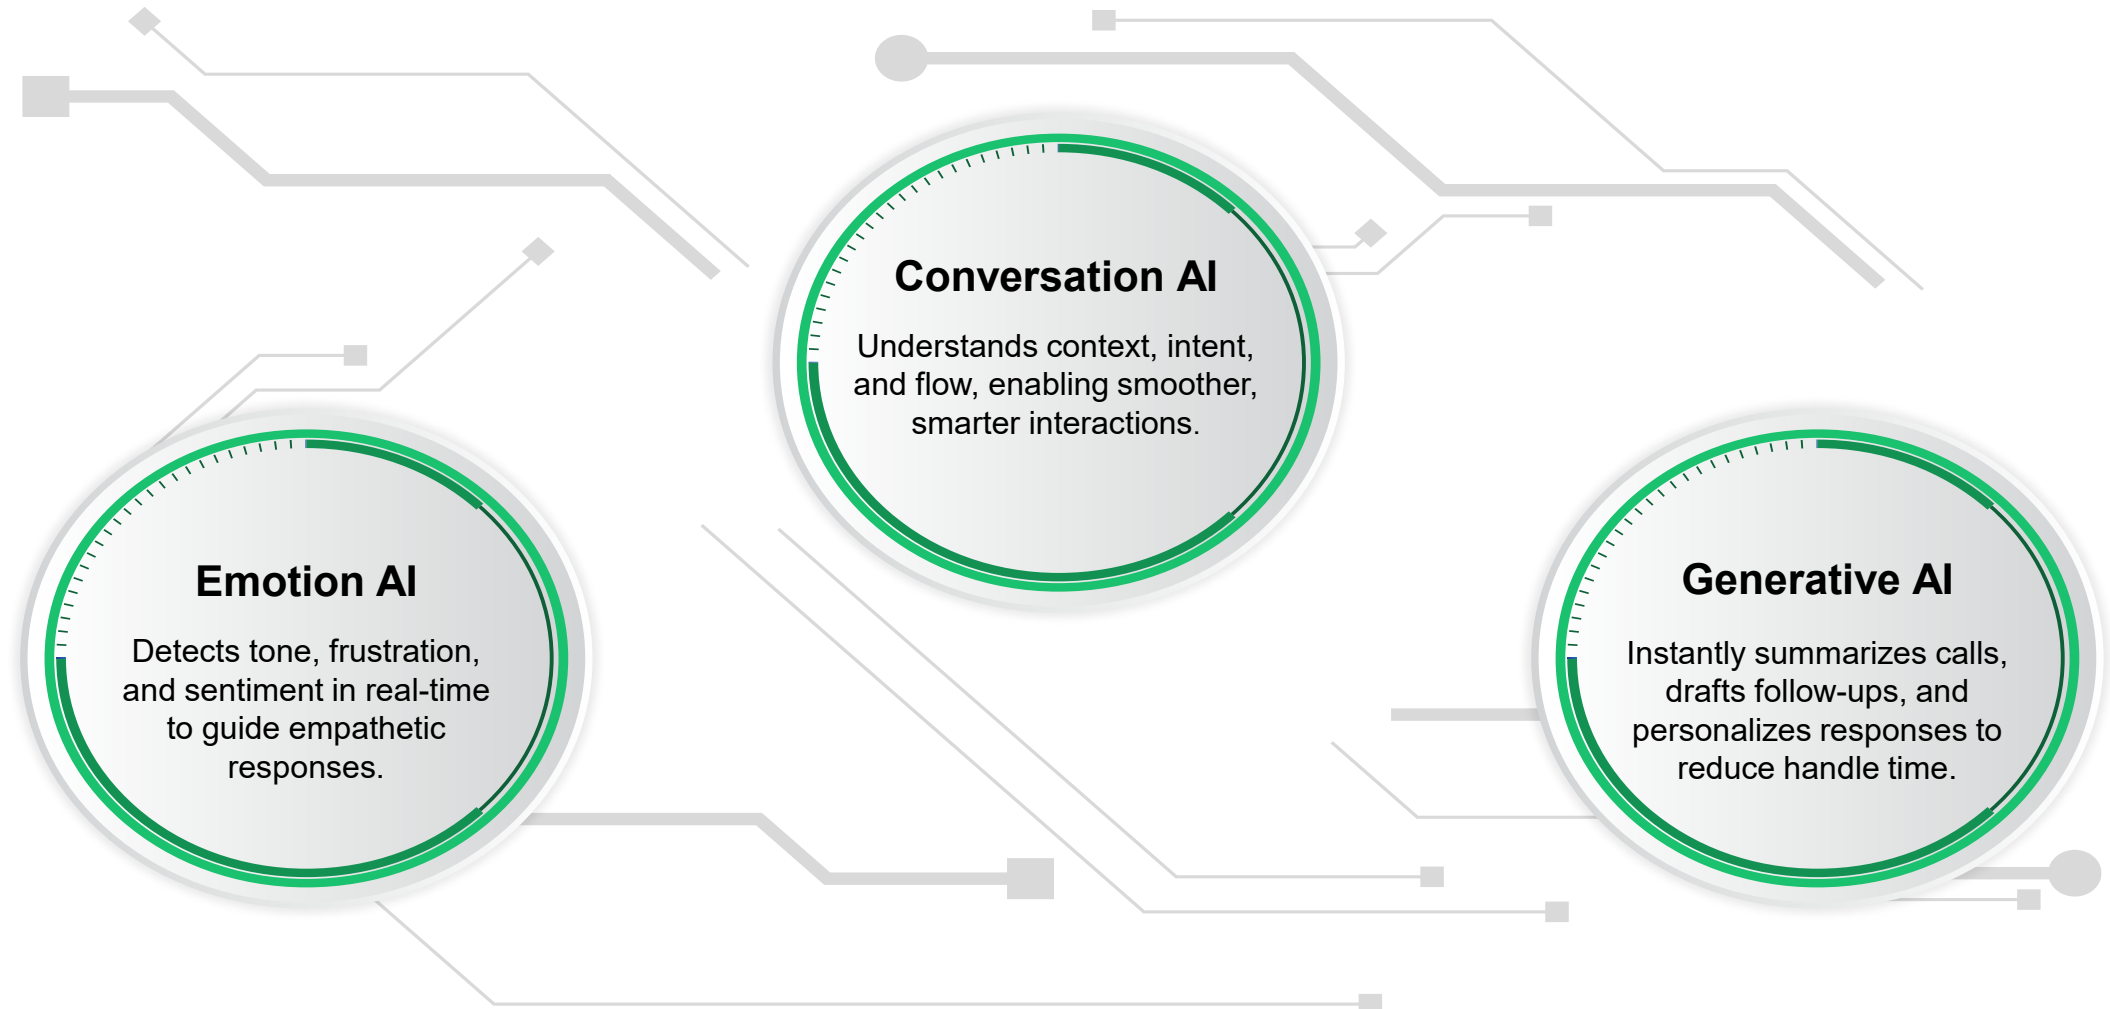 Conversation AI
Understands context, intent,
and flow, enabling smoother,
smarter interactions.
Emotion AI
Detects tone, frustration,
and sentiment in real-time
to guide empathetic
responses.
Generative AI
Instantly summarizes calls,
drafts follow-ups, and
personalizes responses to
reduce handle time.